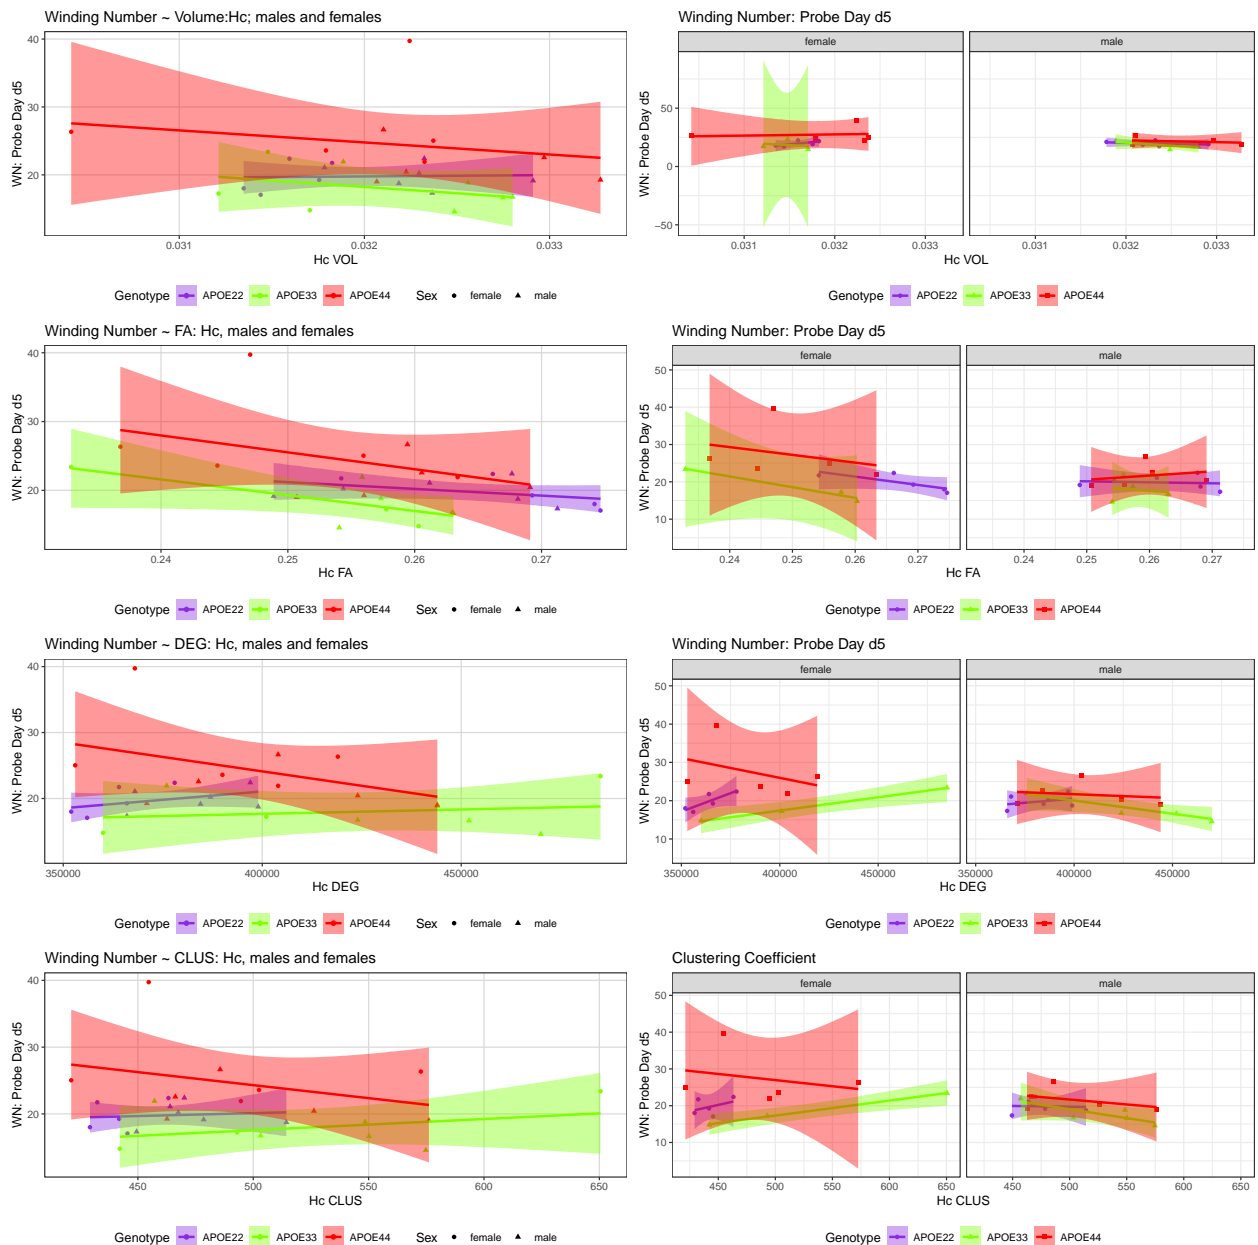 Winding Number ~ Volume:Hc; males and females
WN: Probe Day d5
40
30
20
0.031
0.032
0.033
Hc VOL
Genotype APOE22 APOE33 APOE44 Sex female male
Winding Number: Probe Day d5
female
male
WN: Probe Day d5
50
0
−50
0.031
0.032
0.033
0.031
0.032
0.033
Hc VOL
Genotype APOE22 APOE33 APOE44
Winding Number ~ FA: Hc, males and females
WN: Probe Day d5
40
30
20
0.24
0.25
0.26
0.27
Hc FA
Genotype APOE22 APOE33 APOE44 Sex female male
Winding Number: Probe Day d5
female
male
WN: Probe Day d5
50
40
30
20
10
0.24
0.25
0.26
0.27
0.24
0.25
0.26
0.27
Hc FA
Genotype APOE22 APOE33 APOE44
Winding Number ~ DEG: Hc, males and females
WN: Probe Day d5
40
30
20
350000
400000
450000
Hc DEG
Genotype APOE22 APOE33 APOE44 Sex female male
Winding Number: Probe Day d5
female
male
WN: Probe Day d5
50
40
30
20
10
350000
400000
450000
350000
400000
450000
Hc DEG
Genotype APOE22 APOE33 APOE44
Winding Number ~ CLUS: Hc, males and females
WN: Probe Day d5
40
30
20
450
500
550
600
650
Hc CLUS
Genotype APOE22 APOE33 APOE44 Sex female male
Clustering Coefficient
female
male
WN: Probe Day d5
50
40
30
20
10
450
500
550
600
650
450
500
550
600
650
Hc CLUS
Genotype APOE22 APOE33 APOE44